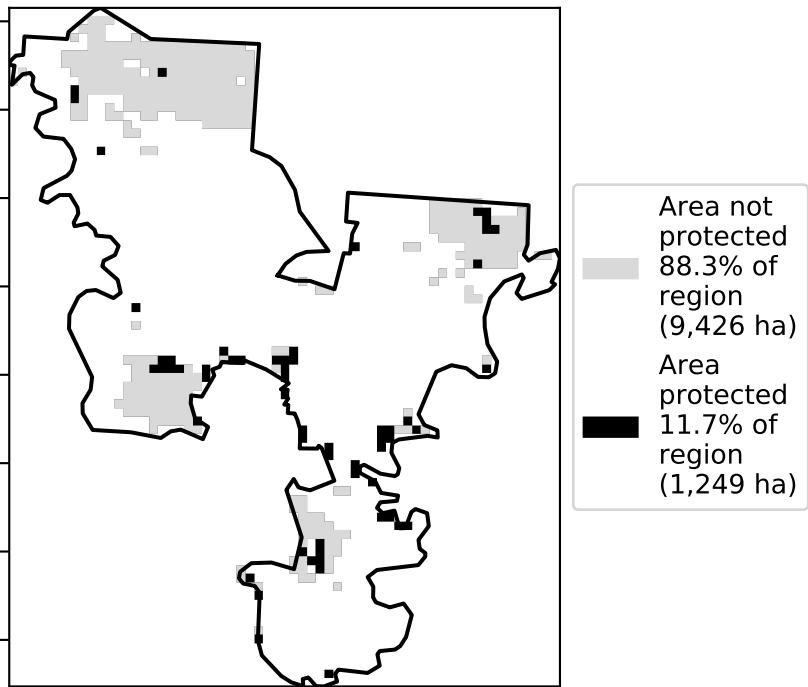 Area not
protected
88.3% of
region
(9,426 ha)
Area
protected
11.7% of
region
(1,249 ha)